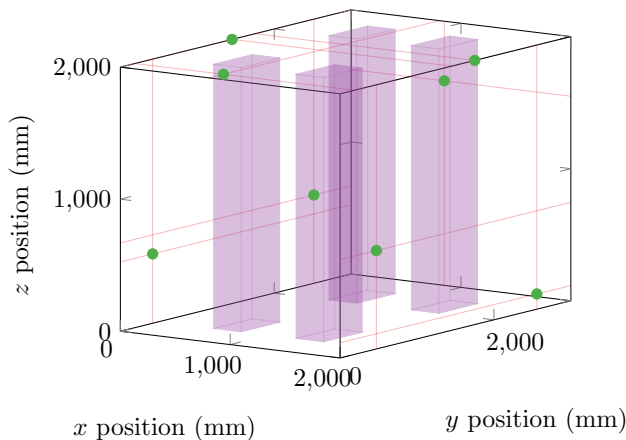 2,000
1,000
z position (mm)
0
0
1,000
2,000
0
2,000
x position (mm)
y position (mm)